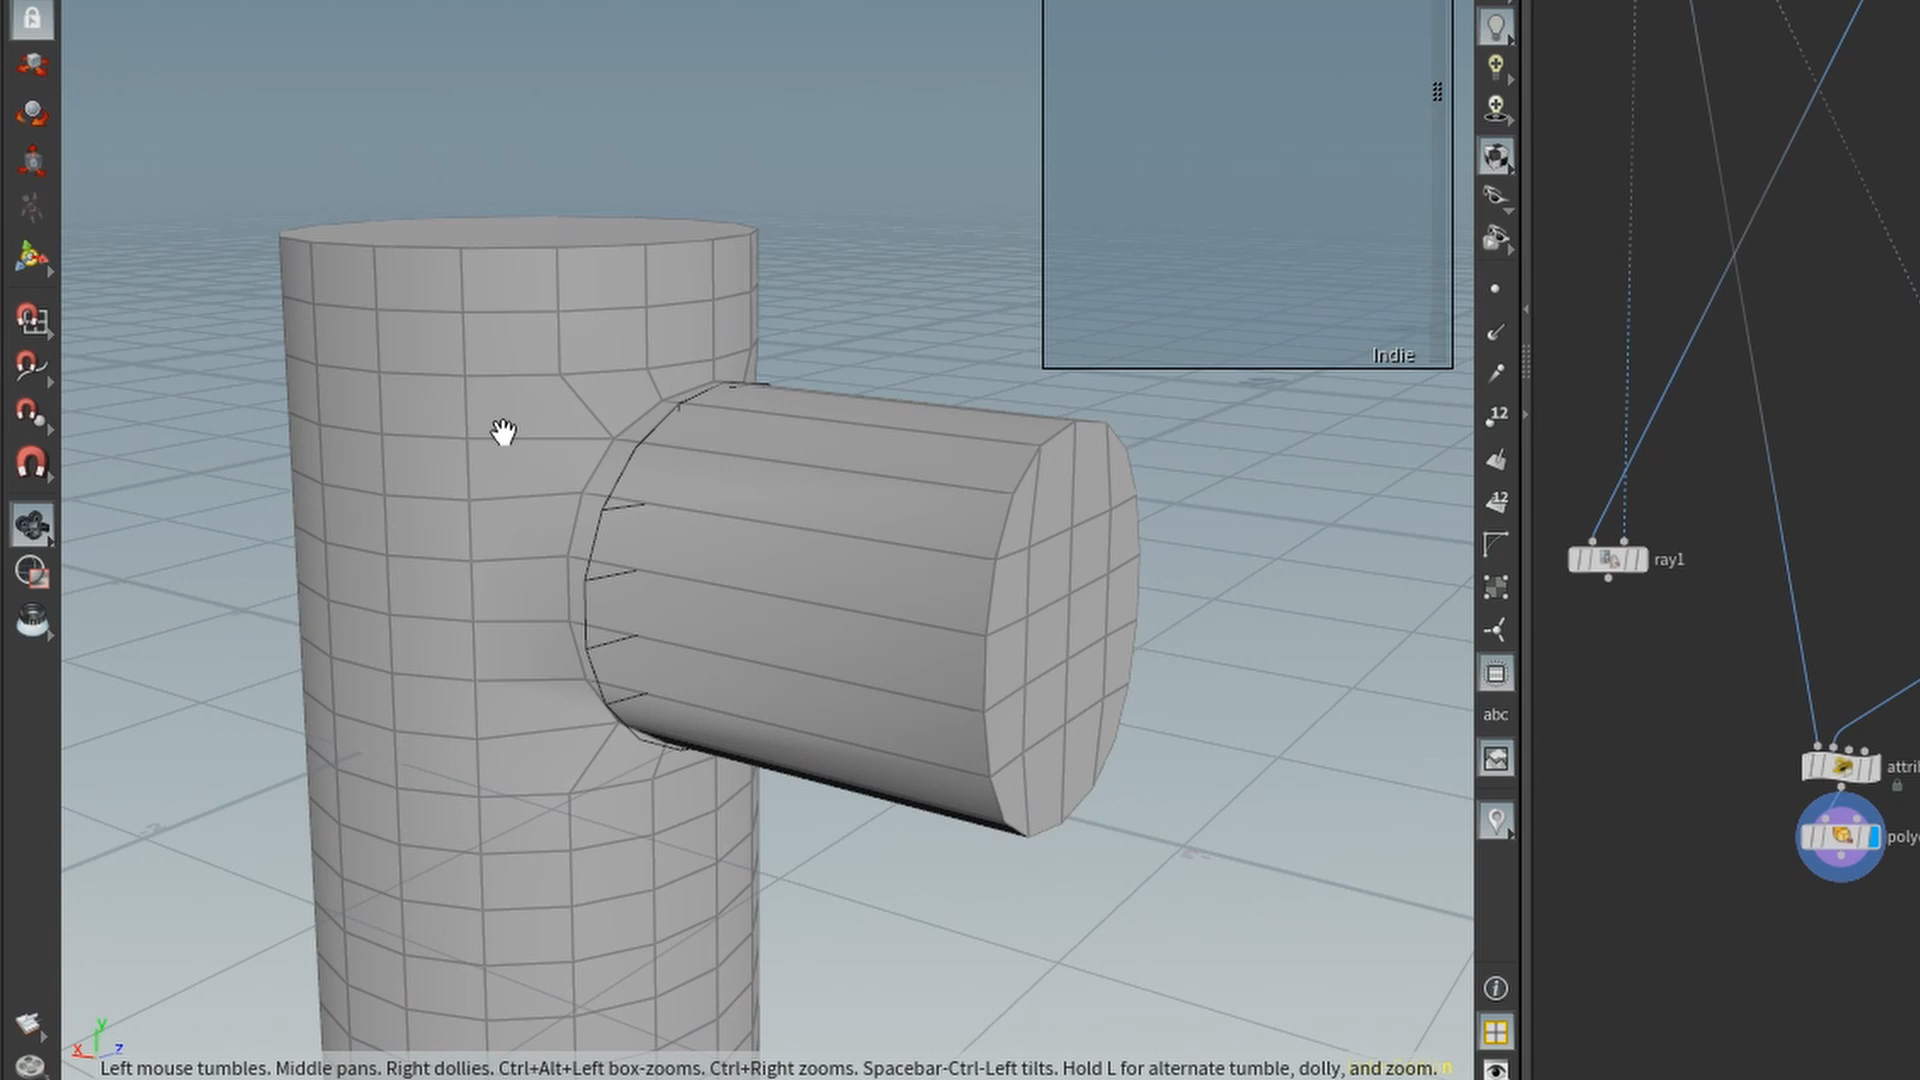 Indie
12
ray1
12
abc
attri
poly
y
x
z
Left mouse tumbles. Middle pans. Right dollies. Ctrl+Alt+Left box-zooms. Ctrl+Right zooms. Spacebar-Ctrl-Left tilts. Hold L for alternate tumble, dolly, and zoom.